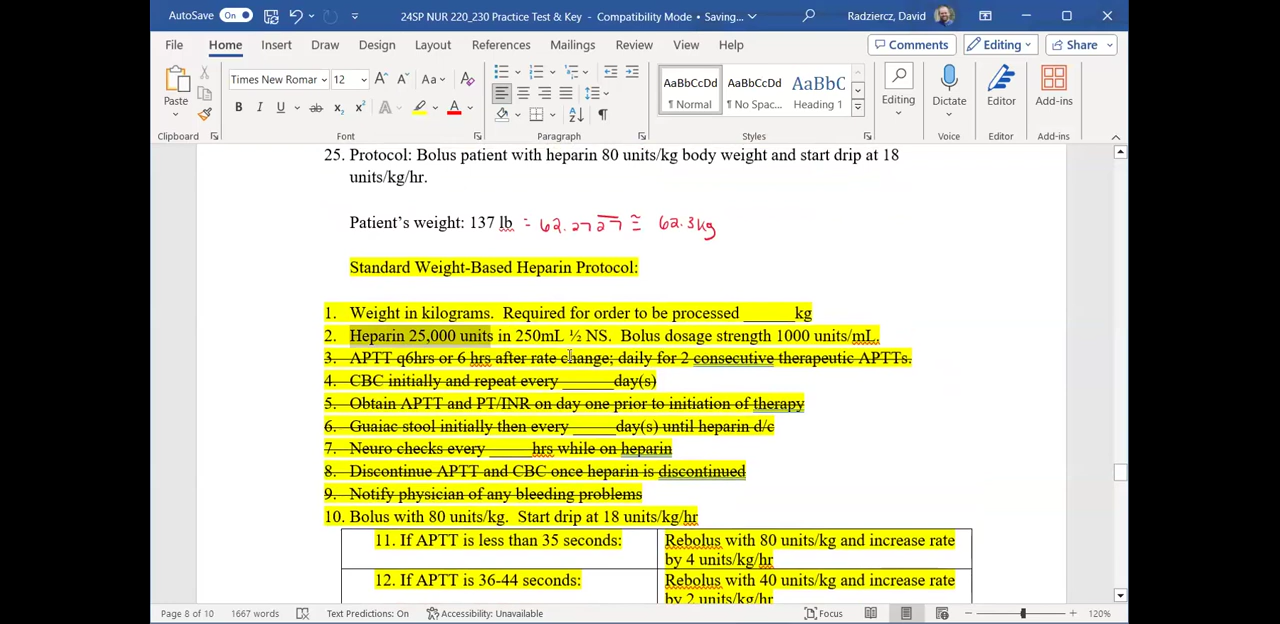 AutoSave On 24SP NUR 220_230 Practice Test & Key - Compatibility Mode • Saving... Radziercz, David
File Home Insert Draw Design Layout References Mailings Review View Help Comments Editing Share
Times New Romar 12 Aa AaBbCcDd AaBbCcDd AaBbC
Paste B I U ab x₂ x² A A ¶ Normal No Spac... Heading 1 Editing Dictate Editor Add-ins
Clipboard Font Paragraph Styles Voice Editor Add-ins
25. Protocol: Bolus patient with heparin 80 units/kg body weight and start drip at 18
units/kg/hr.
Patient's weight: 137 lb = 62.2727 ≅ 62.3kg
Standard Weight-Based Heparin Protocol:
1. Weight in kilograms. Required for order to be processed ______kg
2. Heparin 25,000 units in 250mL ½ NS. Bolus dosage strength 1000 units/mL.
3. APTT q6hrs or 6 hrs after rate change; daily for 2 consecutive therapeutic APTTs.
4. CBC initially and repeat every ______day(s)
5. Obtain APTT and PT/INR on day one prior to initiation of therapy
6. Guaiac stool initially then every _____day(s) until heparin d/c
7. Neuro checks every _____hrs while on heparin
8. Discontinue APTT and CBC once heparin is discontinued
9. Notify physician of any bleeding problems
10. Bolus with 80 units/kg. Start drip at 18 units/kg/hr
11. If APTT is less than 35 seconds: Rebolus with 80 units/kg and increase rate
by 4 units/kg/hr
12. If APTT is 36-44 seconds: Rebolus with 40 units/kg and increase rate
by 2 units/kg/hr
Page 8 of 10 1667 words Text Predictions: On Accessibility: Unavailable Focus 120%